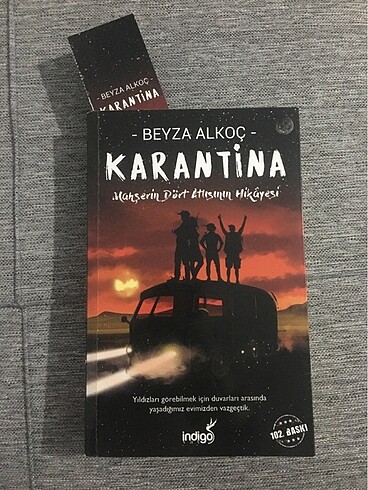 - BEYZA ALKOÇ -
KARANTİNA
- BEYZA ALKOÇ -
KARANTİNA
Mahşerin Dört Atlısının Hikâyesi
Yıldızları görebilmek için duvarları arasında
yaşadığımız evimizden vazgeçtik.
indigo
102. BASKI